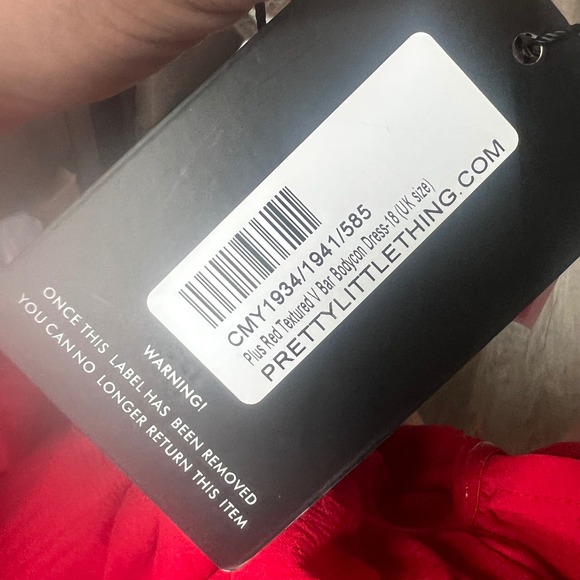 CMY1934/1941/585
Plus Red Textured V Bar Bodycon Dress-18 (UK size)
PRETTYLITTLETHING.COM
WARNING!
ONCE THIS LABEL HAS BEEN REMOVED
YOU CAN NO LONGER RETURN THIS ITEM